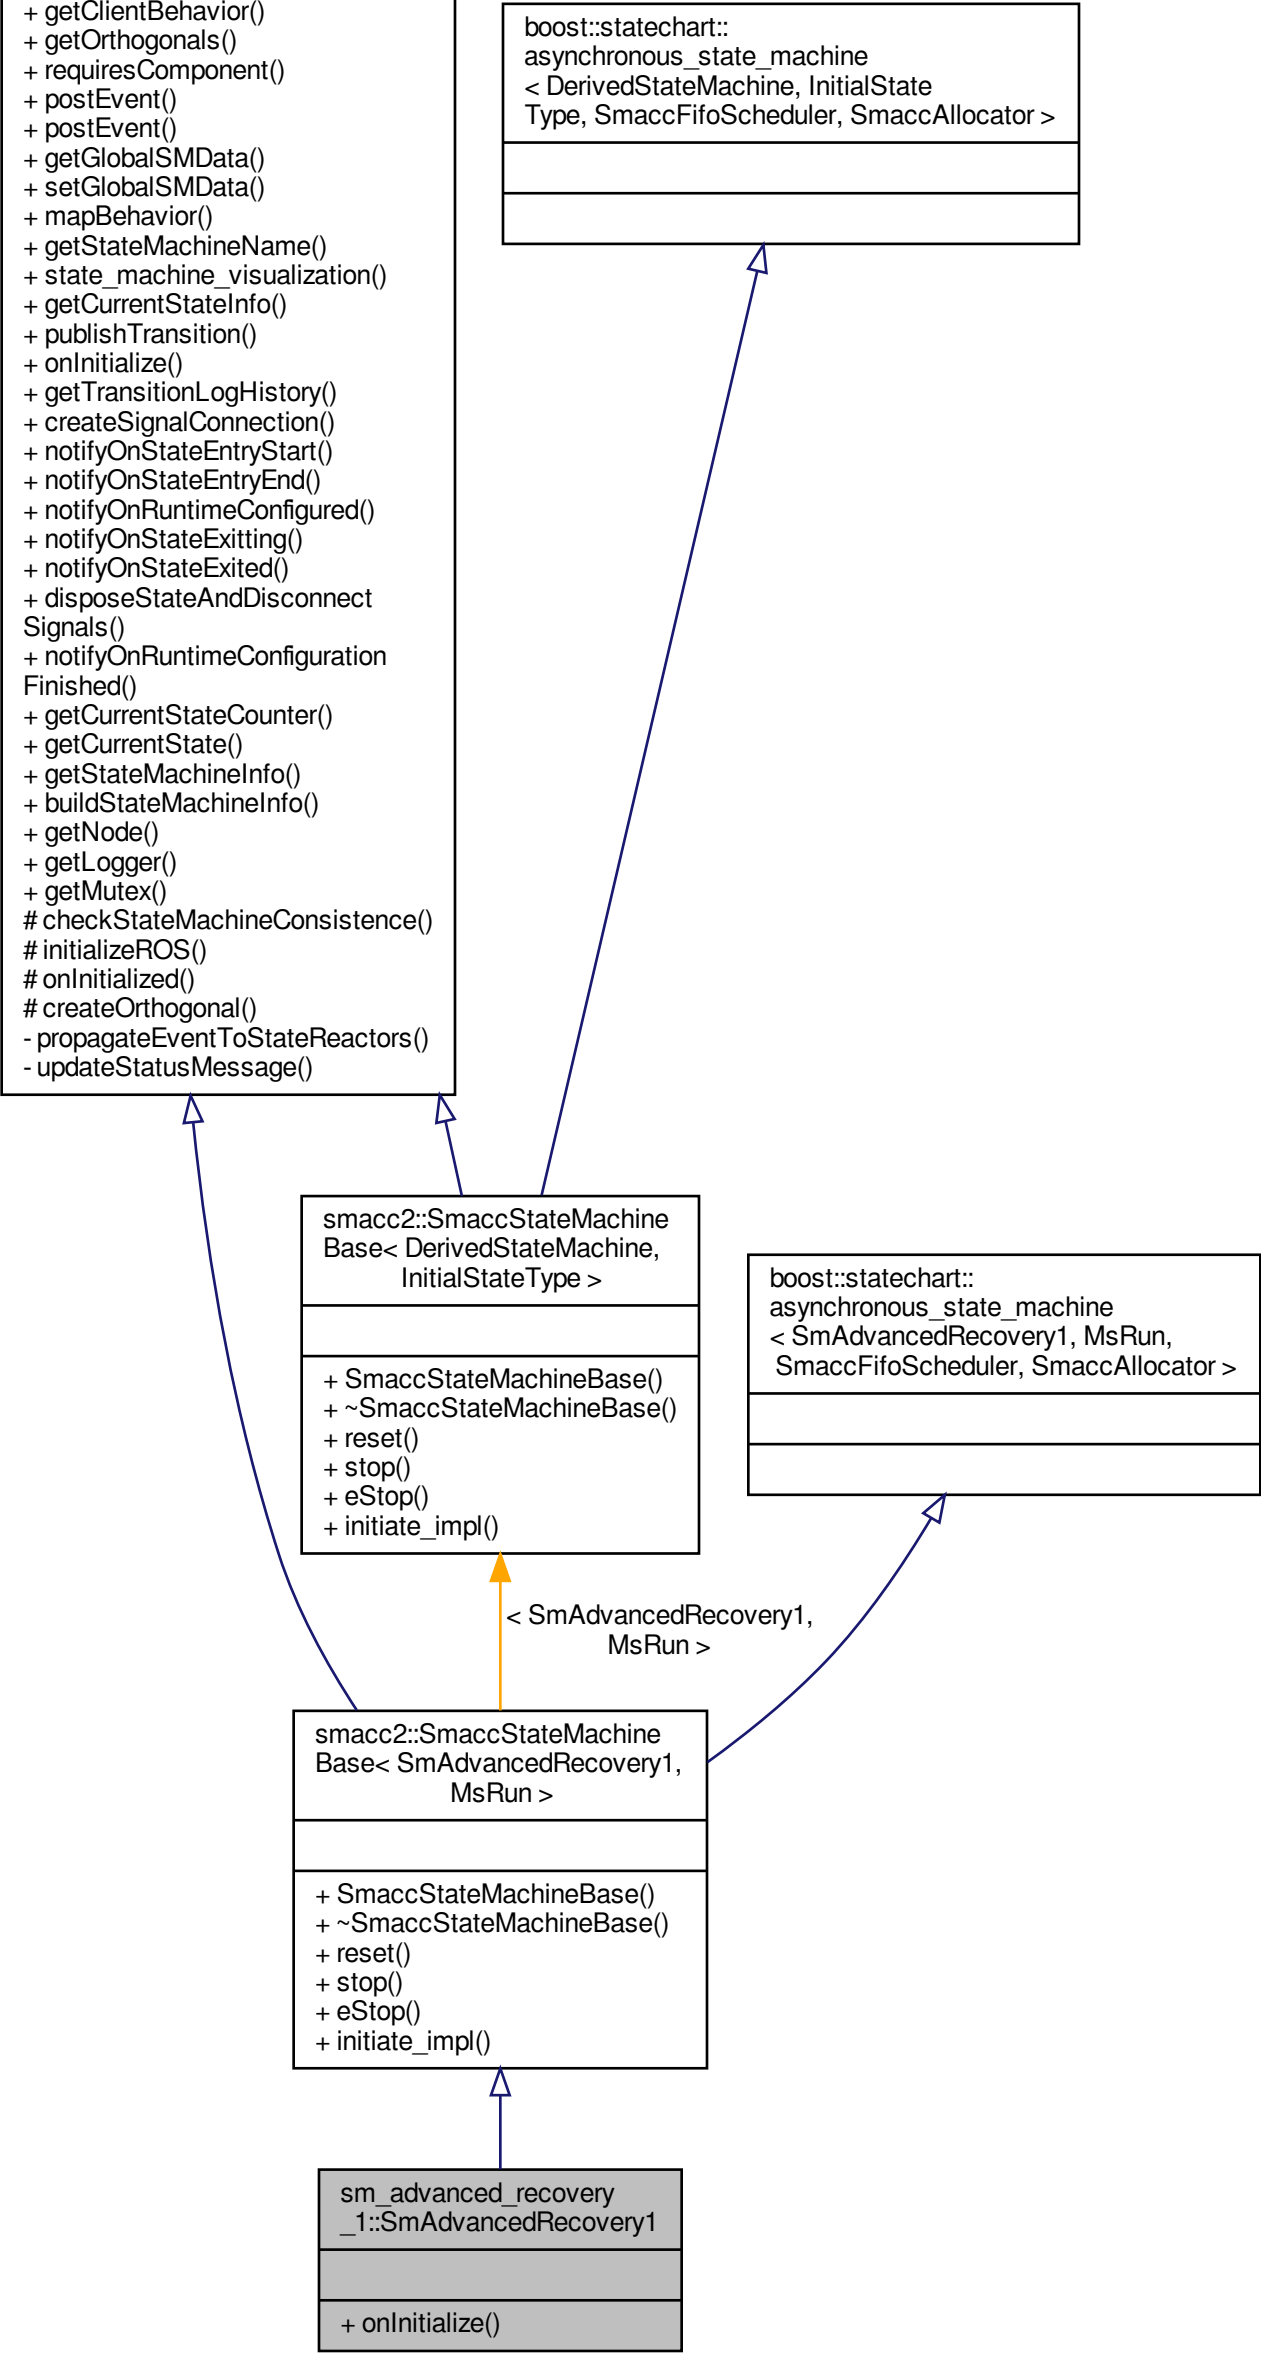 + getClientBehavior()
+ getOrthogonals()
+ requiresComponent()
+ postEvent()
+ postEvent()
+ getGlobalSMData()
+ setGlobalSMData()
+ mapBehavior()
+ getStateMachineName()
+ state_machine_visualization()
+ getCurrentStateInfo()
+ publishTransition()
+ onInitialize()
+ getTransitionLogHistory()
+ createSignalConnection()
+ notifyOnStateEntryStart()
+ notifyOnStateEntryEnd()
+ notifyOnRuntimeConfigured()
+ notifyOnStateExitting()
+ notifyOnStateExited()
+ disposeStateAndDisconnect
Signals()
+ notifyOnRuntimeConfiguration
Finished()
+ getCurrentStateCounter()
+ getCurrentState()
+ getStateMachineInfo()
+ buildStateMachineInfo()
+ getNode()
+ getLogger()
+ getMutex()
# checkStateMachineConsistence()
# initializeROS()
# onInitialized()
# createOrthogonal()
- propagateEventToStateReactors()
- updateStatusMessage()
boost::statechart::
asynchronous_state_machine
< DerivedStateMachine, InitialState
Type, SmaccFifoScheduler, SmaccAllocator >
smacc2::SmaccStateMachine
Base< DerivedStateMachine,
InitialStateType >
+ SmaccStateMachineBase()
+ ~SmaccStateMachineBase()
+ reset()
+ stop()
+ eStop()
+ initiate_impl()
boost::statechart::
asynchronous_state_machine
< SmAdvancedRecovery1, MsRun,
SmaccFifoScheduler, SmaccAllocator >
< SmAdvancedRecovery1,
MsRun >
smacc2::SmaccStateMachine
Base< SmAdvancedRecovery1,
MsRun >
+ SmaccStateMachineBase()
+ ~SmaccStateMachineBase()
+ reset()
+ stop()
+ eStop()
+ initiate_impl()
sm_advanced_recovery
_1::SmAdvancedRecovery1
+ onInitialize()